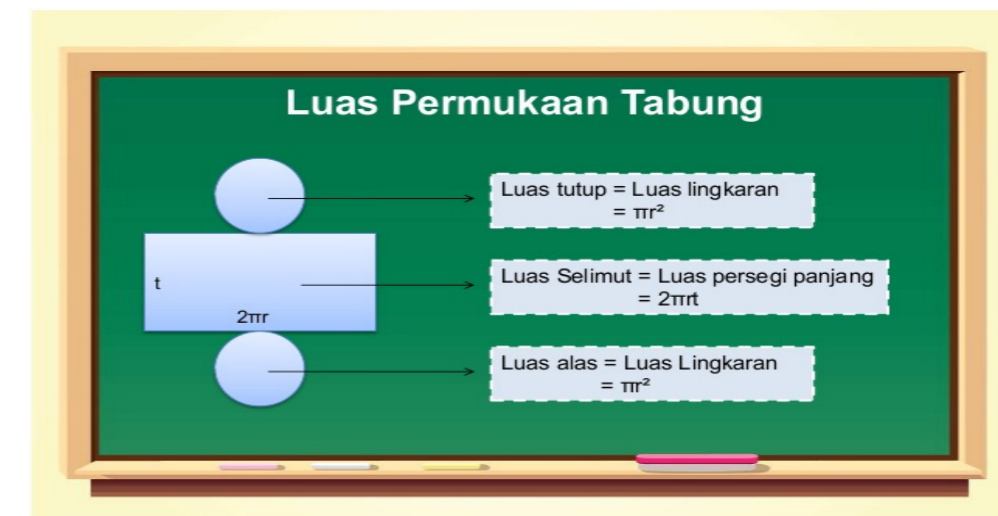 Luas Permukaan Tabung
Luas tutup = Luas lingkaran
= πr²
t
2πr
Luas Selimut = Luas persegi panjang
= 2πrt
Luas alas = Luas Lingkaran
= πr²